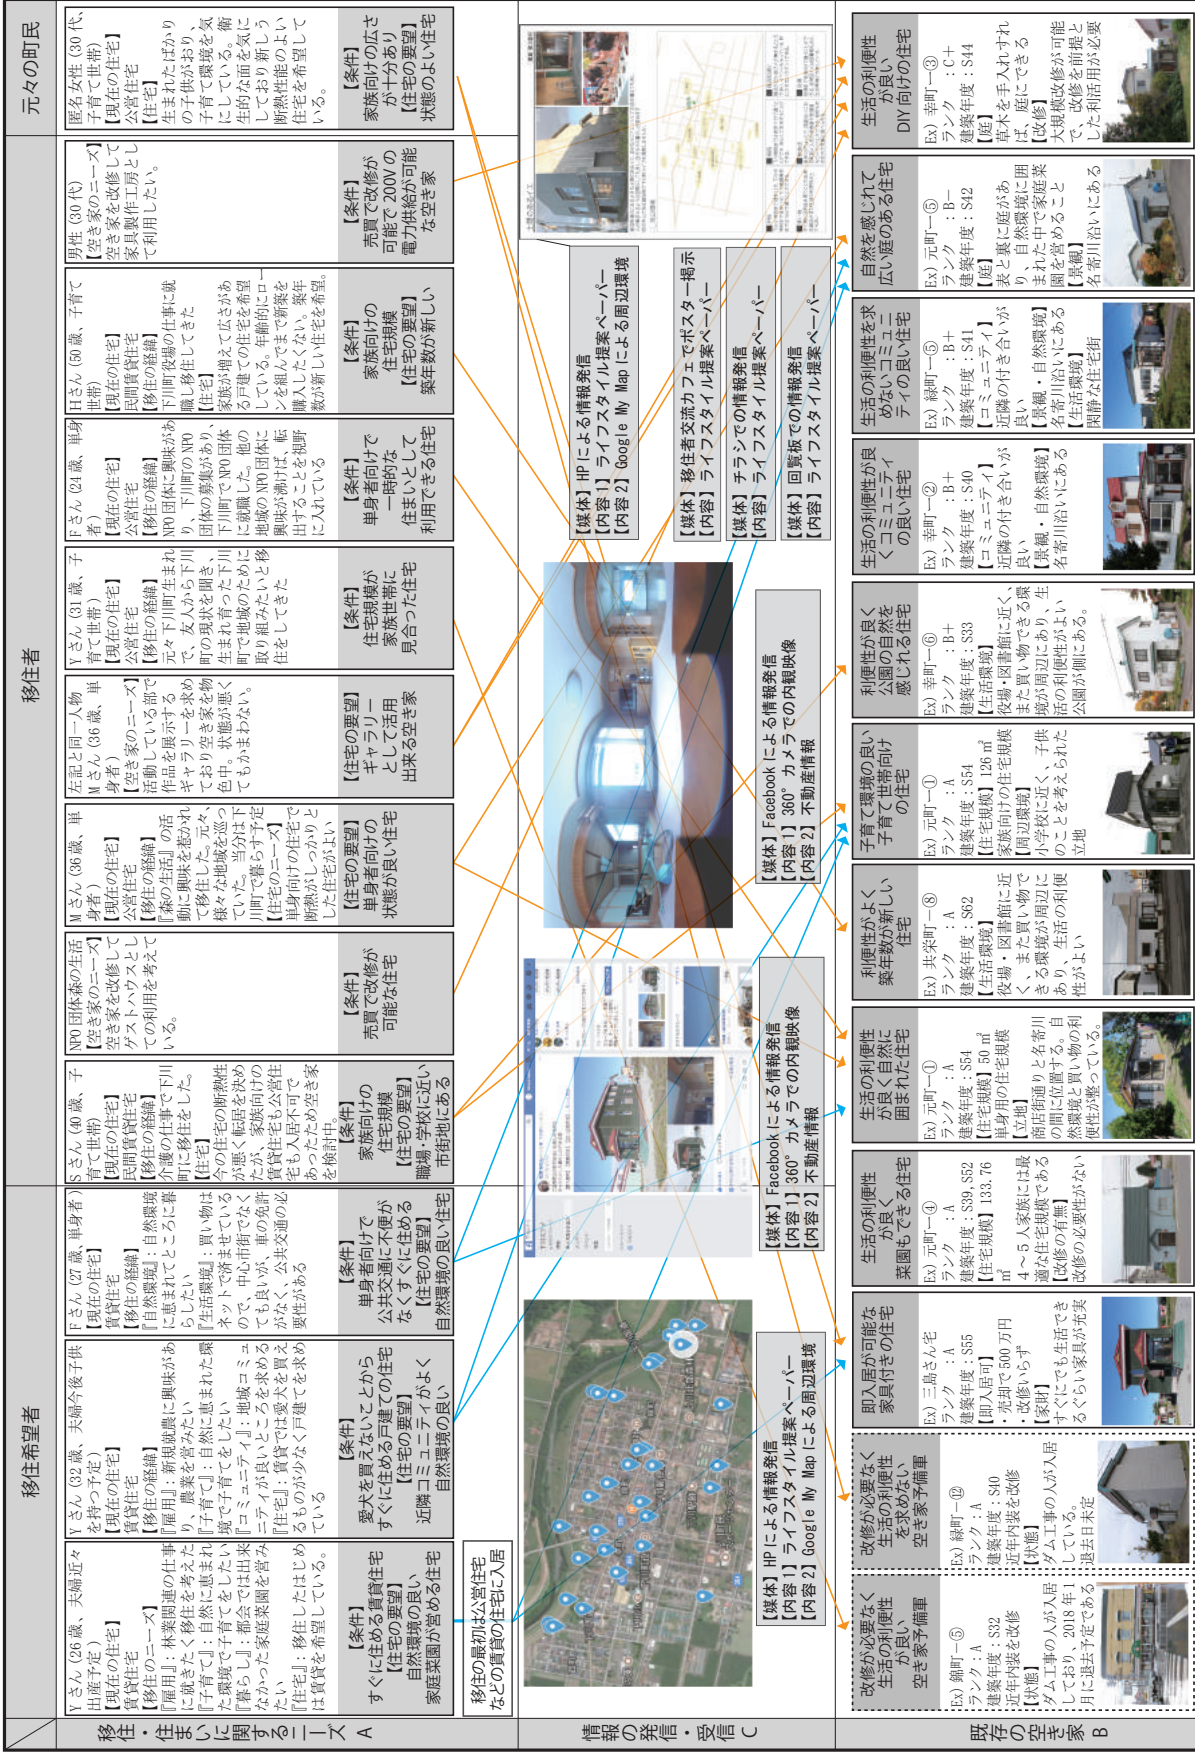 移住希望者
移住者
元々の町民
移住・住まいに関するニーズ A
Yさん (26 歳、夫婦近々
出産予定)
【現在の住宅】
賃貸住宅
【移住のニーズ】
『雇用』: 林業関連の仕事
に就きたく移住を考えた
『子育て』: 自然に恵まれ
た環境で子育てをしたい
『暮らし』: 都会では出来
なかった家庭菜園を営み
たい
『住宅』: 移住したはじめ
は賃貸を希望している。
【条件】
すぐに住める賃貸住宅
【住宅の要望】
自然環境の良い
家庭菜園が営める住宅
移住の最初は公営住宅
などの賃貸の住宅に入居
Yさん (32 歳、夫婦今後子供
を持つ予定)
【現在の住宅】
賃貸住宅
【移住の経緯】
『雇用』: 新規就農に興味があ
り、農業を営みたい
『子育て』: 自然に恵まれた環
境で子育てをしたい
『コミュニティ』: 地域コミュ
ニティが良いところを求める
『住宅』: 賃貸では愛犬を買え
るものが少なく戸建てを求め
ている
【条件】
愛犬を買えないことから
すぐに住める戸建ての住宅
【住宅の要望】
近隣コミュニティがよく
自然環境の良い
Fさん (27 歳、単身者)
【現在の住宅】
賃貸住宅
【移住の経緯】
『自然環境』: 自然環境
に恵まれてところに暮
らしたい
『生活環境』: 買い物は
ネットで済ませている
ので、中心市街でなく
ても良いが、車の免許
がなく、公共交通の必
要性がある
【条件】
単身者向けで
公共交通に不便が
なくすぐに住める
【住宅の要望】
自然環境の良い住宅
Sさん (40 歳、子
育て世帯)
【現在の住宅】
民間賃貸住宅
【移住の経緯】
介護の仕事で下川
町に移住をした。
【住宅】
今の住宅の断熱性
が悪く転居を決め
たが、家族向けの
賃貸住宅も公営住
宅も入居不可で
あったため空き家
を検討中。
【条件】
家族向けの
住宅規模
【住宅の要望】
職場・学校に近い
市街地にある
NPO 団体森の生活
【空き家のニーズ】
空き家を改修して
ゲストハウスとし
ての利用を考えて
いる。
【条件】
売買で改修が
可能な住宅
Mさん (36 歳、単
身者)
【現在の住宅】
公営住宅
【移住の経緯】
『森の生活』の活
動に興味を惹かれ
て移住した。元々、
様々な地域を巡っ
ていた。当分は下
川町で暮らす予定
【住宅のニーズ】
単身向けの住宅で
断熱がしっかりと
した住宅がよい
【住宅の要望】
単身者向けの
状態が良い住宅
左記と同一人物
Mさん (36 歳、単
身者)
【空き家のニーズ】
活動している部で
作品を展示する
ギャラリーを求め
ており空き家を物
色中。状態が悪く
てもかまわない。
【住宅の要望】
ギャラリー
として活用
出来る空き家
Yさん (31 歳、子
育て世帯)
【現在の住宅】
公営住宅
【移住の経緯】
元々下川町生まれ
で、友人から下川
町の現状を聞き、
生まれ育った下川
町で地域のために
取り組みたいと移
住をしてきた
【条件】
住宅規模が
家族世帯に
見合った住宅
Fさん (24 歳、単身
者)
【現在の住宅】
公営住宅
【移住の経緯】
NPO 団体に興味があ
り、下川町の NPO
団体の募集があり、
下川町で NPO 団体
に就職した。他の
地域の NPO 団体に
興味が沸けば、転
出することを視野
に入れている
【条件】
単身者向けで
一時的な
住まいとして
利用できる住宅
Hさん (50 歳、子育て
世帯)
【現在の住宅】
民間賃貸住宅
【移住の経緯】
下川町役場の仕事に就
職し移住してきた
【住宅】
家族が増えて広さがあ
る戸建ての住宅を希望
している。年齢的にロー
ンを組んでまで新築を
購入したくない。築年
数が新しい住宅を希望。
【条件】
家族向けの
住宅規模
【住宅の要望】
築年数が新しい
男性 (30 代)
【空き家のニーズ】
空き家を改修して
家具製作工房とし
て利用したい。
【条件】
売買で改修が
可能で 200V の
電力供給が可能
な空き家
匿名女性 (30 代、
子育て世帯)
【現在の住宅】
公営住宅
【住宅】
生まれたばかり
の子供がおり、
子育て環境を気
にしている。衛
生的な面を気に
しており新しい
断熱性能のよい
住宅を希望して
いる。
【条件】
家族向けの広さ
が十分あり
【住宅の要望】
状態のよい住宅
情報の発信・受信 C
【媒体】HPによる情報発信
【内容 1】ライフスタイル提案ペーパー
【内容 2】Google My Map による周辺環境
【媒体】Facebook による情報発信
【内容 1】360° カメラでの内観映像
【内容 2】不動産情報
【媒体】Facebook による情報発信
【内容 1】360° カメラでの内観映像
【内容 2】不動産情報
【媒体】HPによる情報発信
【内容 1】ライフスタイル提案ペーパー
【内容 2】Google My Map による周辺環境
【媒体】移住者交流カフェでポスター掲示
【内容】ライフスタイル提案ペーパー
【媒体】チラシでの情報発信
【内容】ライフスタイル提案ペーパー
【媒体】回覧板での情報発信
【内容】ライフスタイル提案ペーパー
既存の空き家 B
改修が必要なく
生活の利便性
が良い
空き家予備軍
Ex) 錦町ー⑤
ランク : A
建築年度 : S32
近年内装を改修
【状態】
ダム工事の人が入居
しており、2018 年 1
月に退去予定である
改修が必要なく
生活の利便性
を求めない
空き家予備軍
Ex) 緑町ー⑫
ランク : A
建築年度 : S40
近年内装を改修
【状態】
ダム工事の人が入居
している。
退去日未定
即入居が可能な
家具付きの住宅
Ex) 三島さん宅
ランク : A
建築年度 : S55
【即入居可】
・売却で 500 万円
・改修いらず
【家財】
すぐにでも生活でき
るぐらい家具が充実
生活の利便性
が良く
菜園もできる住宅
Ex) 元町ー④
ランク : A
建築年度 : S39, S52
【住宅規模】133.76
4～5人家族には最
適な住宅規模である
【改修の有無】
改修の必要性がない
生活の利便性
が良く自然に
囲まれた住宅
Ex) 元町ー①
ランク : A
建築年度 : S54
【住宅規模】50 ㎡
単身用の住宅規模
【立地】
商店街通りと名寄川
の間に位置する。自
然環境と買い物の利
便性が整っている。
利便性がよく
築年数が新しい
住宅
Ex) 共栄町ー⑧
ランク : A
建築年度 : S62
【生活環境】
役場・図書館に近
く、また買い物で
きる環境が周辺に
あり、生活の利便
性がよい
子育て環境の良い
子育て世帯向け
の住宅
Ex) 元町ー①
ランク : A
建築年度 : S54
【住宅規模】126 ㎡
家族向けの住宅規模
【周辺環境】
小学校に近く、子供
のことを考えられた
立地
利便性が良く
公園の自然を
感じれる住宅
Ex) 幸町ー⑥
ランク : B+
建築年度 : S33
【生活環境】
役場・図書館に近く、
また買い物できる環
境が周辺にあり、生
活の利便性がよい
公園が側にある。
生活の利便性が良
くコミュニティ
の良い住宅
Ex) 幸町ー②
ランク : B+
建築年度 : S40
【コミュニティ】
近隣の付き合いが
良い
【景観・自然環境】
名寄川沿いにある
生活の利便性を求
めないコミュニ
ティの良い住宅
Ex) 緑町ー⑤
ランク : B+
建築年度 : S41
【コミュニティ】
近隣の付き合いが
良い
【景観・自然環境】
名寄川沿いにある
【生活環境】
閑静な住宅街
自然を感じれて
広い庭のある住宅
Ex) 元町ー⑤
ランク : B－
建築年度 : S42
【庭】
表と裏に庭があ
り、自然環境に囲
まれた中で家庭菜
園を営めること
【景観】
名寄川沿いにある
生活の利便性
が良い
DIY 向けの住宅
Ex) 幸町ー③
ランク : C+
建築年度 : S44
【庭】
草木を手入れすれ
ば、庭にできる
【改修】
大規模改修が可能
で、改修を前提と
した利活用が必要